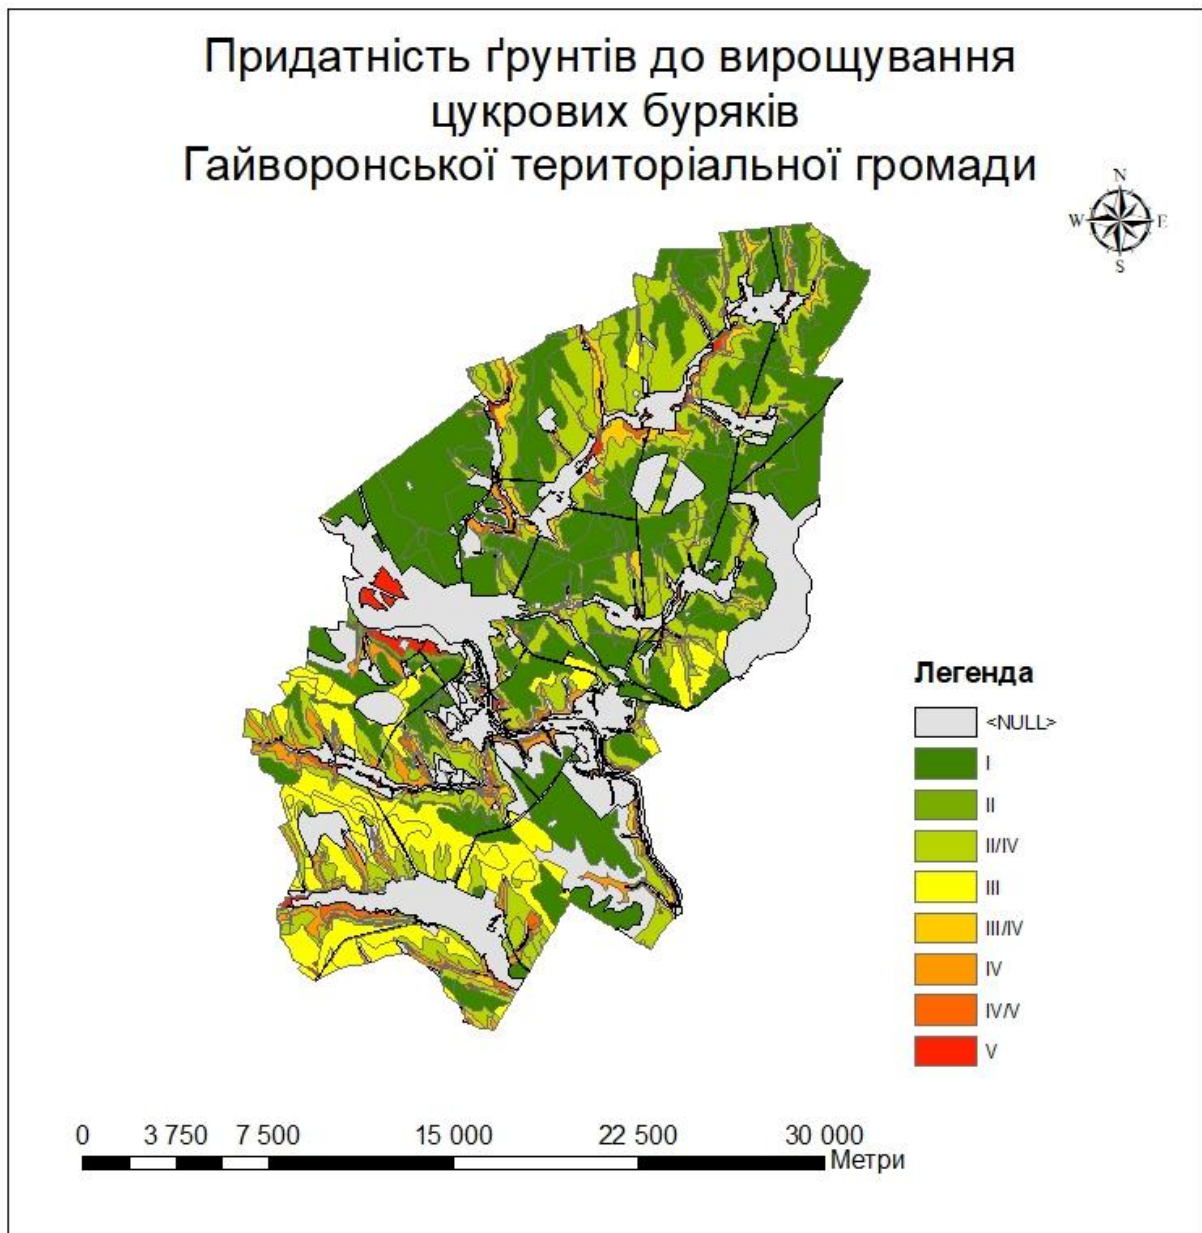 Придатність ґрунтів до вирощування
цукрових буряків
Гайворонської територіальної громади
N
W E
S
Легенда
<NULL>
I
II
II/IV
III
III/IV
IV
IV/V
V
0 3 750 7 500 15 000 22 500 30 000
Метри